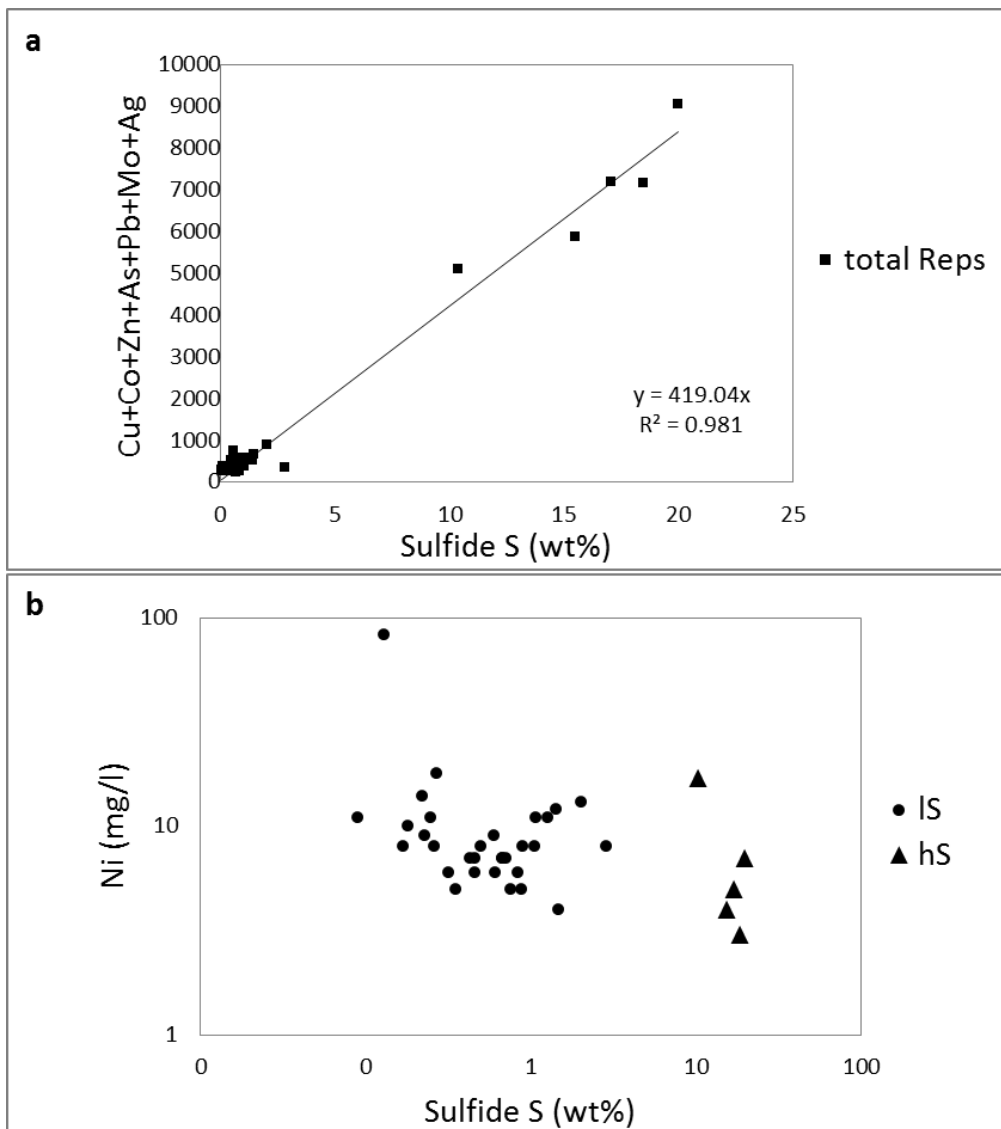 a
Cu+Co+Zn+As+Pb+Mo+Ag
10000
9000
8000
7000
6000
5000
4000
3000
2000
1000
0
total Reps
y = 419.04x
R² = 0.981
0 5 10 15 20 25
Sulfide S (wt%)
b
Ni (mg/l)
100
10
1
lS
hS
0 0 1 10 100
Sulfide S (wt%)